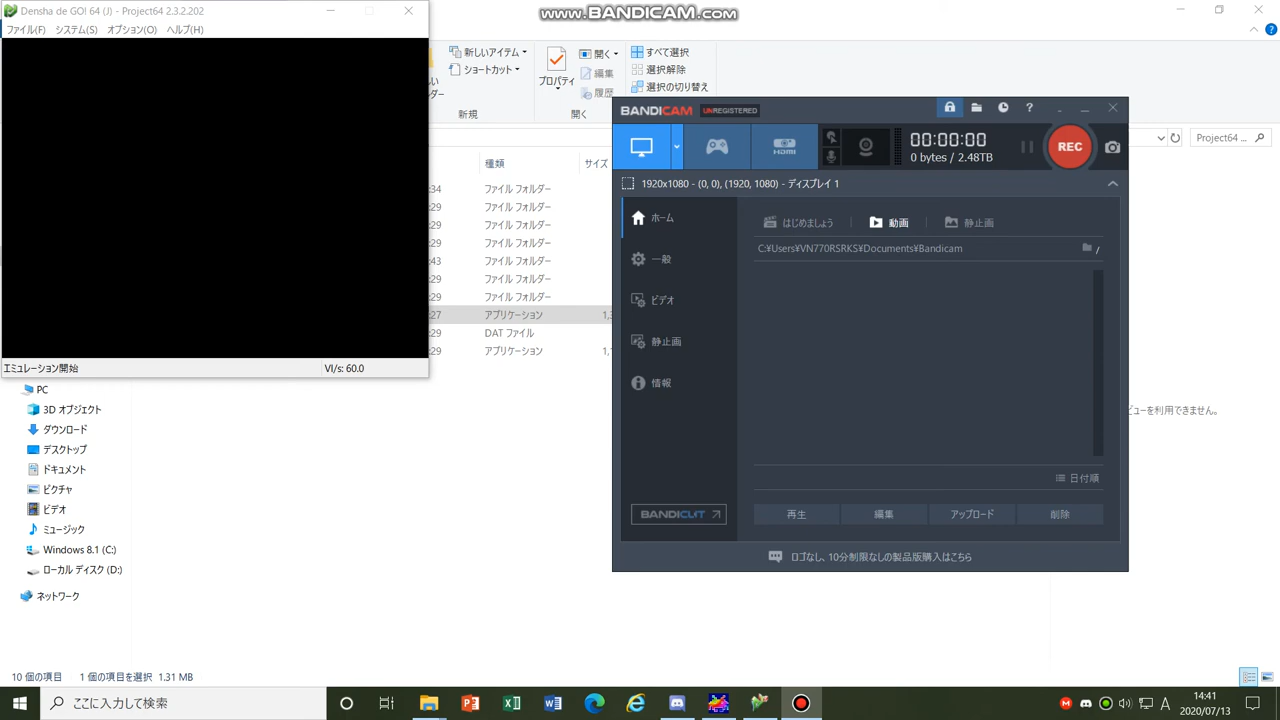 Densha de GO! 64 (J) - Project64 2.3.2.202
www.BANDICAM.com
ファイル(F) システム(S) オプション(O) ヘルプ(H)
新しいアイテム
ショートカット
新規
プロパティ
開く
編集
履歴
開く
すべて選択
選択解除
選択の切り替え
Project64 ...
種類
サイズ
:34 ファイル フォルダー
:29 ファイル フォルダー
:29 ファイル フォルダー
:29 ファイル フォルダー
:43 ファイル フォルダー
:29 ファイル フォルダー
:29 ファイル フォルダー
:27 アプリケーション
:29 DAT ファイル
:29 アプリケーション
エミュレーション開始 VI/s: 60.0
BANDICAM UNREGISTERED
HDMI
00:00:00
0 bytes / 2.48TB
REC
1920x1080 - (0, 0), (1920, 1080) - ディスプレイ 1
ホーム
一般
ビデオ
静止画
情報
はじめましょう 動画 静止画
C:¥Users¥VN770RSRKS¥Documents¥Bandicam
日付順
BANDICUT
再生 編集 アップロード 削除
ロゴなし、10分制限なしの製品版購入はこちら
ビューを利用できません。
PC
3D オブジェクト
ダウンロード
デスクトップ
ドキュメント
ピクチャ
ビデオ
ミュージック
Windows 8.1 (C:)
ローカル ディスク (D:)
ネットワーク
10 個の項目 1 個の項目を選択 1.31 MB
ここに入力して検索
A
14:41
2020/07/13